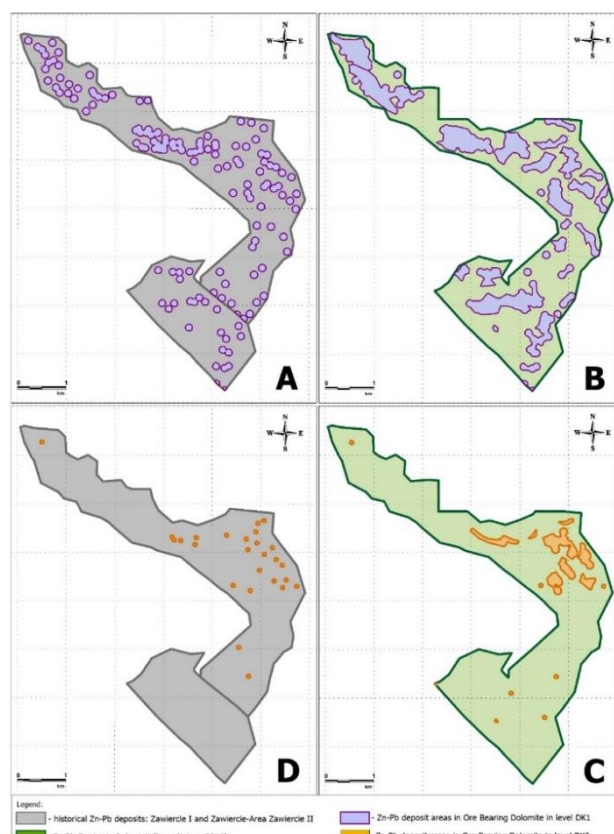 N
W E
S
A
0 1
km
N
W E
S
B
0 1
km
N
W E
S
D
0 1
km
N
W E
S
C
0 1
km
Legend:
- historical Zn-Pb deposits: Zawiercie I and Zawiercie-Area Zawiercie II
- Zn-Pb deposit areas in Ore Bearing Dolomite in level DK1